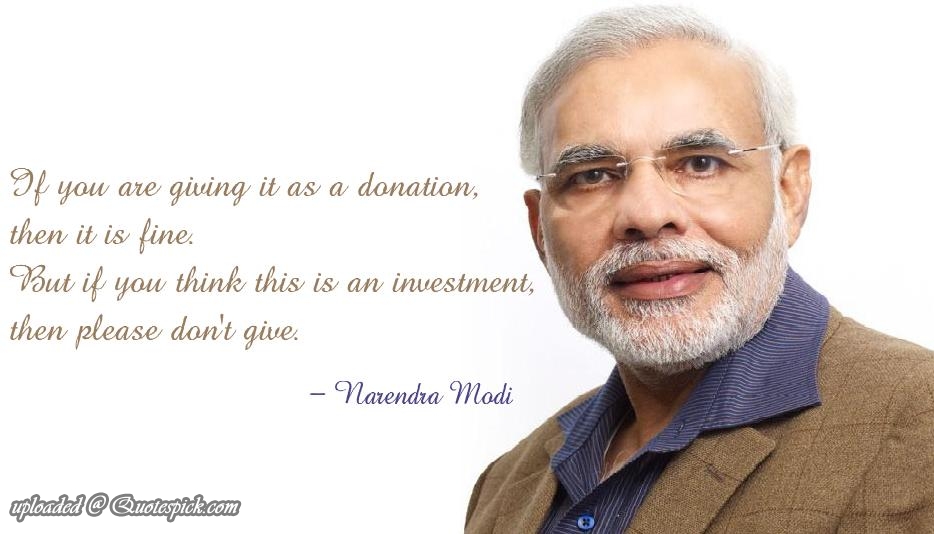 If you are giving it as a donation,
then it is fine.
But if you think this is an investment,
then please don't give.
- Narendra Modi
uploaded @ Quotespick.com